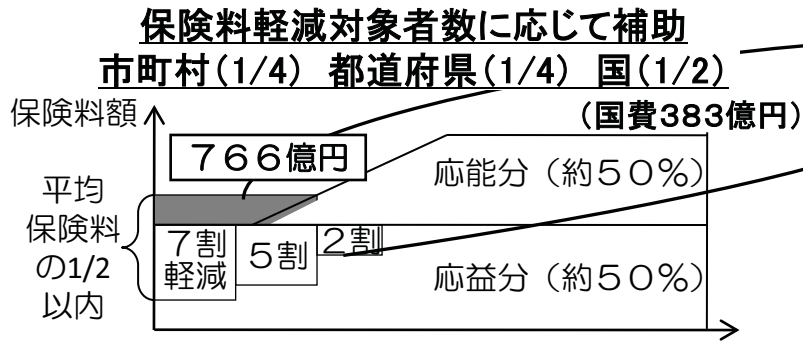 保険料軽減対象者数に応じて補助
市町村(1/4) 都道府県(1/4) 国(1/2)
(国費383億円)
保険料額
766億円
応能分(約50%)
平均
保険料
の1/2
以内
7割
軽減
5割
2割
応益分(約50%)